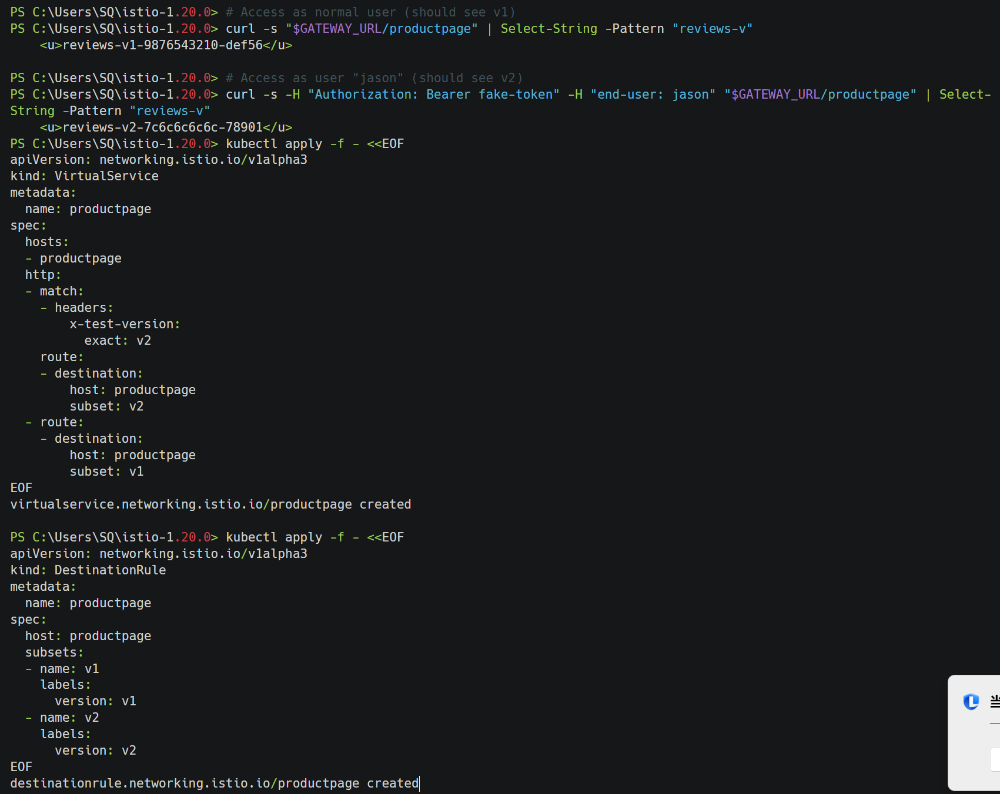 PS C:\Users\SQ\istio-1.20.0> # Access as normal user (should see v1)
PS C:\Users\SQ\istio-1.20.0> curl -s "$GATEWAY_URL/productpage" | Select-String -Pattern "reviews-v"
    <u>reviews-v1-9876543210-def56</u>

PS C:\Users\SQ\istio-1.20.0> # Access as user "jason" (should see v2)
PS C:\Users\SQ\istio-1.20.0> curl -s -H "Authorization: Bearer fake-token" -H "end-user: jason" "$GATEWAY_URL/productpage" | Select-
String -Pattern "reviews-v"
    <u>reviews-v2-7c6c6c6c6c-78901</u>
PS C:\Users\SQ\istio-1.20.0> kubectl apply -f - <<EOF
apiVersion: networking.istio.io/v1alpha3
kind: VirtualService
metadata:
  name: productpage
spec:
  hosts:
  - productpage
  http:
  - match:
    - headers:
        x-test-version:
          exact: v2
    route:
    - destination:
        host: productpage
        subset: v2
  - route:
    - destination:
        host: productpage
        subset: v1
EOF
virtualservice.networking.istio.io/productpage created

PS C:\Users\SQ\istio-1.20.0> kubectl apply -f - <<EOF
apiVersion: networking.istio.io/v1alpha3
kind: DestinationRule
metadata:
  name: productpage
spec:
  host: productpage
  subsets:
  - name: v1
    labels:
      version: v1
  - name: v2
    labels:
      version: v2
EOF
destinationrule.networking.istio.io/productpage created